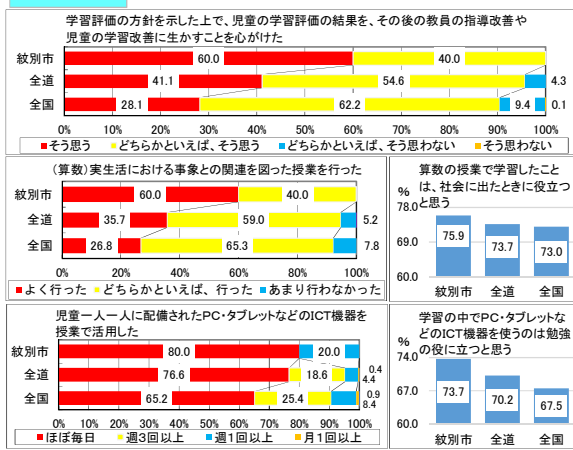 学習評価の方針を示した上で、児童の学習評価の結果を、その後の教員の指導改善や
児童の学習改善に生かすことを心がけた
紋別市 60.0 40.0
全道 41.1 54.6 4.3
全国 28.1 62.2 9.4 0.1
0% 10% 20% 30% 40% 50% 60% 70% 80% 90% 100%
そう思う どちらかといえば、そう思う どちらかといえば、そう思わない そう思わない
(算数)実生活における事象との関連を図った授業を行った
紋別市 60.0 40.0
全道 35.7 59.0 5.2
全国 26.8 65.3 7.8
0% 20% 40% 60% 80% 100%
よく行った どちらかといえば、行った あまり行わなかった
算数の授業で学習したこと
は、社会に出たときに役立つ
と思う
%
78.0
69.0
60.0
75.9 73.7 73.0
紋別市 全道 全国
児童一人一人に配備されたPC・タブレットなどのICT機器を
授業で活用した
紋別市 80.0 20.0
全道 76.6 18.6 4.4 0.4
全国 65.2 25.4 8.4 0.9
0% 10% 20% 30% 40% 50% 60% 70% 80% 90% 100%
ほぼ毎日 週3回以上 週1回以上 月1回以上
学習の中でPC・タブレット
などのICT機器を使うのは勉強
の役に立つと思う
%
74.0
67.0
60.0
73.7 70.2 67.5
紋別市 全道 全国